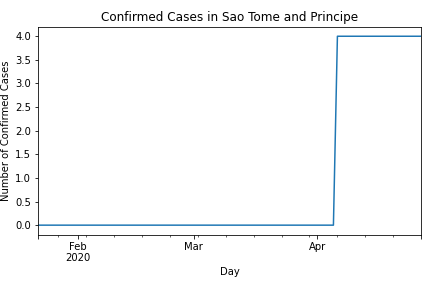 Confirmed Cases in Sao Tome and Principe
Number of Confirmed Cases
4.0
3.5
3.0
2.5
2.0
1.5
1.0
0.5
0.0
Feb
2020
Mar
Apr
Day